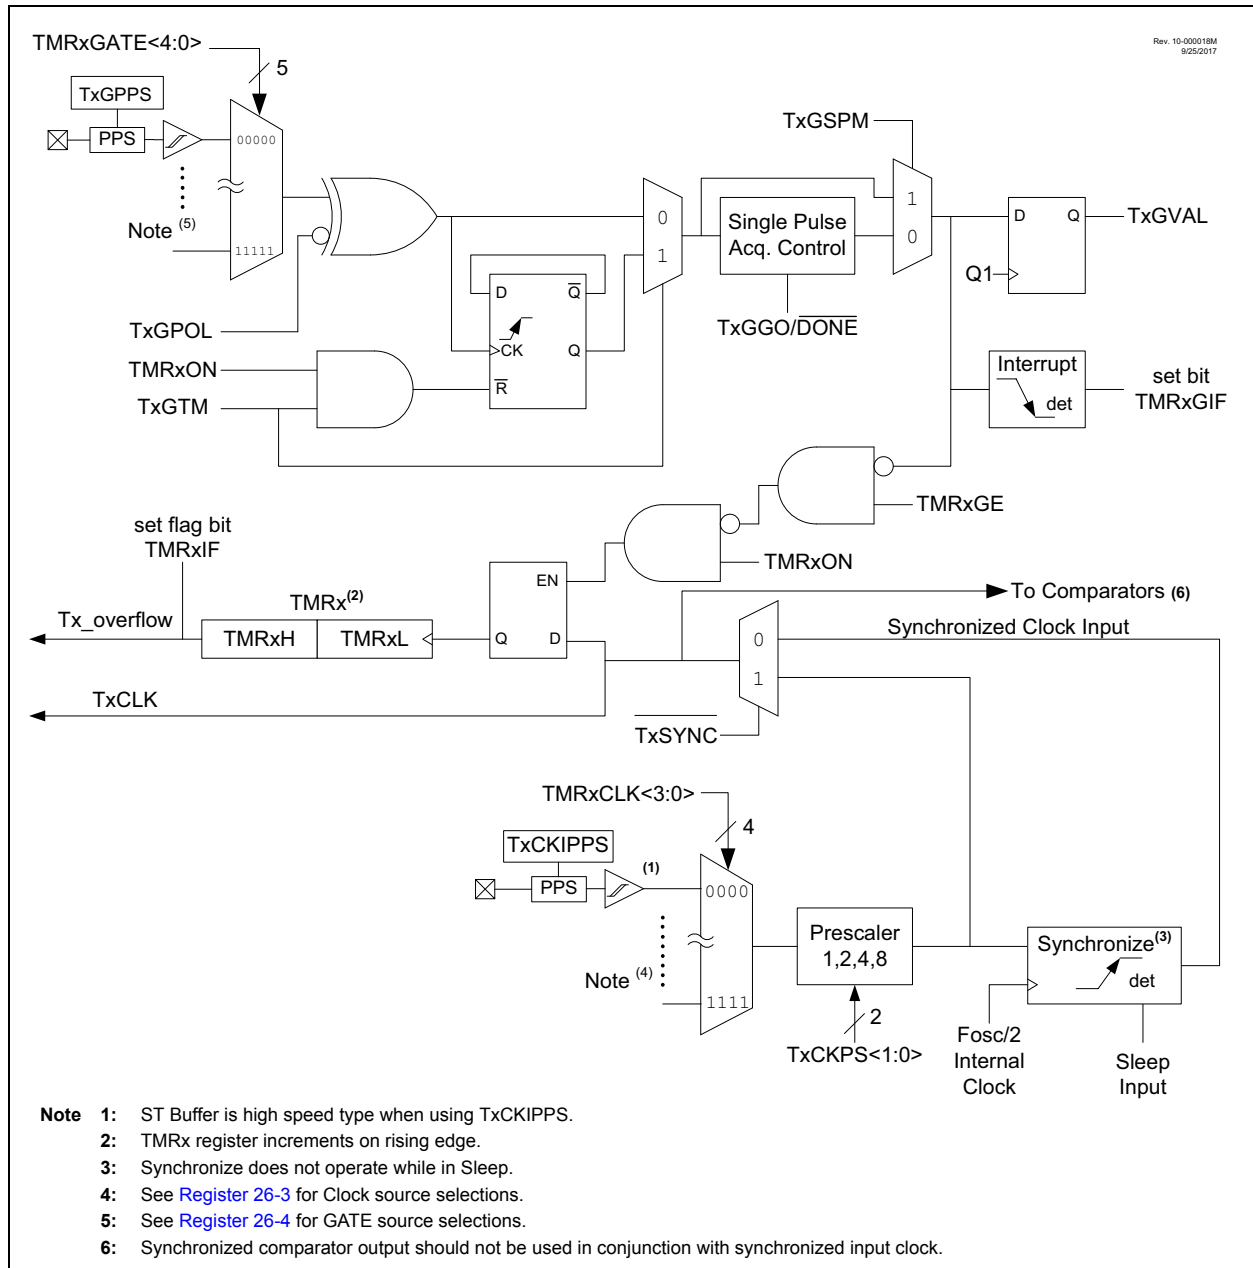 Rev. 10-000018M
9/25/2017
TMRxGATE<4:0>
5
TxGPPS
PPS
00000
Note (5)
11111
TxGPOL
TMRxON
TxGTM
D
Q
CK
Q
R
0
1
TxGSPM
Single Pulse
Acq. Control
TxGGO/DONE
1
0
D
Q
Q1
TxGVAL
Interrupt
det
set bit
TMRxGIF
TMRxGE
TMRxON
set flag bit
TMRxIF
Tx_overflow
TMRx(2)
TMRxH
TMRxL
EN
Q
D
To Comparators (6)
Synchronized Clock Input
0
1
TxCLK
TxSYNC
TMRxCLK<3:0>
4
TxCKIPPS
PPS
(1)
0000
Note (4)
1111
Prescaler
1,2,4,8
2
TxCKPS<1:0>
Synchronize(3)
det
Fosc/2
Internal
Clock
Sleep
Input
Note 1: ST Buffer is high speed type when using TxCKIPPS.
2: TMRx register increments on rising edge.
3: Synchronize does not operate while in Sleep.
4: See Register 26-3 for Clock source selections.
5: See Register 26-4 for GATE source selections.
6: Synchronized comparator output should not be used in conjunction with synchronized input clock.